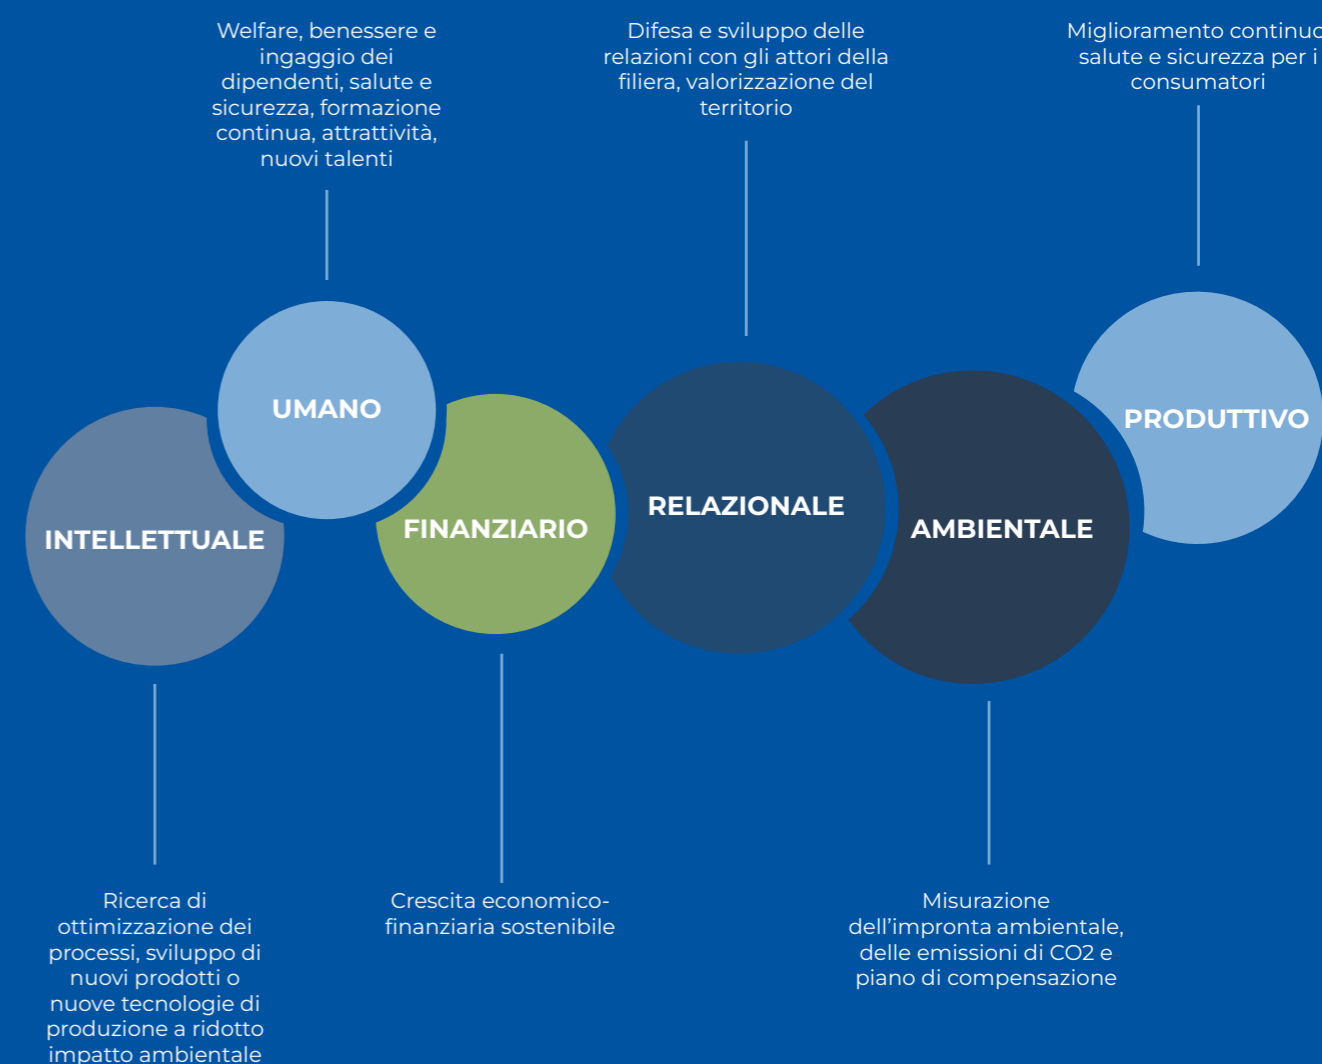 Welfare, benessere e
ingaggio dei
dipendenti, salute e
sicurezza, formazione
continua, attrattività,
nuovi talenti
Difesa e sviluppo delle
relazioni con gli attori della
filiera, valorizzazione del
territorio
Miglioramento continuo
salute e sicurezza per i
consumatori
UMANO
PRODUTTIVO
RELAZIONALE
FINANZIARIO
AMBIENTALE
INTELLETTUALE
Ricerca di
ottimizzazione dei
processi, sviluppo di
nuovi prodotti o
nuove tecnologie di
produzione a ridotto
impatto ambientale
Crescita economico-
finanziaria sostenibile
Misurazione
dell'impronta ambientale,
delle emissioni di CO2 e
piano di compensazione